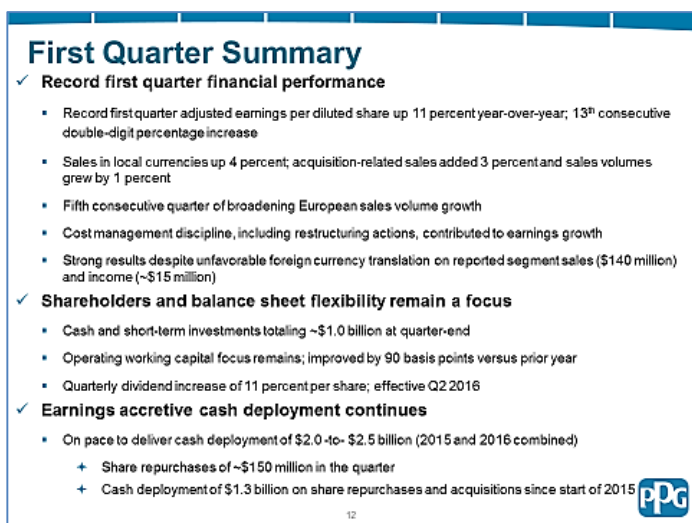 First Quarter Summary
✓ Record first quarter financial performance
▪ Record first quarter adjusted earnings per diluted share up 11 percent year-over-year; 13th consecutive
double-digit percentage increase
▪ Sales in local currencies up 4 percent; acquisition-related sales added 3 percent and sales volumes
grew by 1 percent
▪ Fifth consecutive quarter of broadening European sales volume growth
▪ Cost management discipline, including restructuring actions, contributed to earnings growth
▪ Strong results despite unfavorable foreign currency translation on reported segment sales ($140 million)
and income (~$15 million)
✓ Shareholders and balance sheet flexibility remain a focus
▪ Cash and short-term investments totaling ~$1.0 billion at quarter-end
▪ Operating working capital focus remains; improved by 90 basis points versus prior year
▪ Quarterly dividend increase of 11 percent per share; effective Q2 2016
✓ Earnings accretive cash deployment continues
▪ On pace to deliver cash deployment of $2.0 -to- $2.5 billion (2015 and 2016 combined)
+ Share repurchases of ~$150 million in the quarter
+ Cash deployment of $1.3 billion on share repurchases and acquisitions since start of 2015
PPG
12